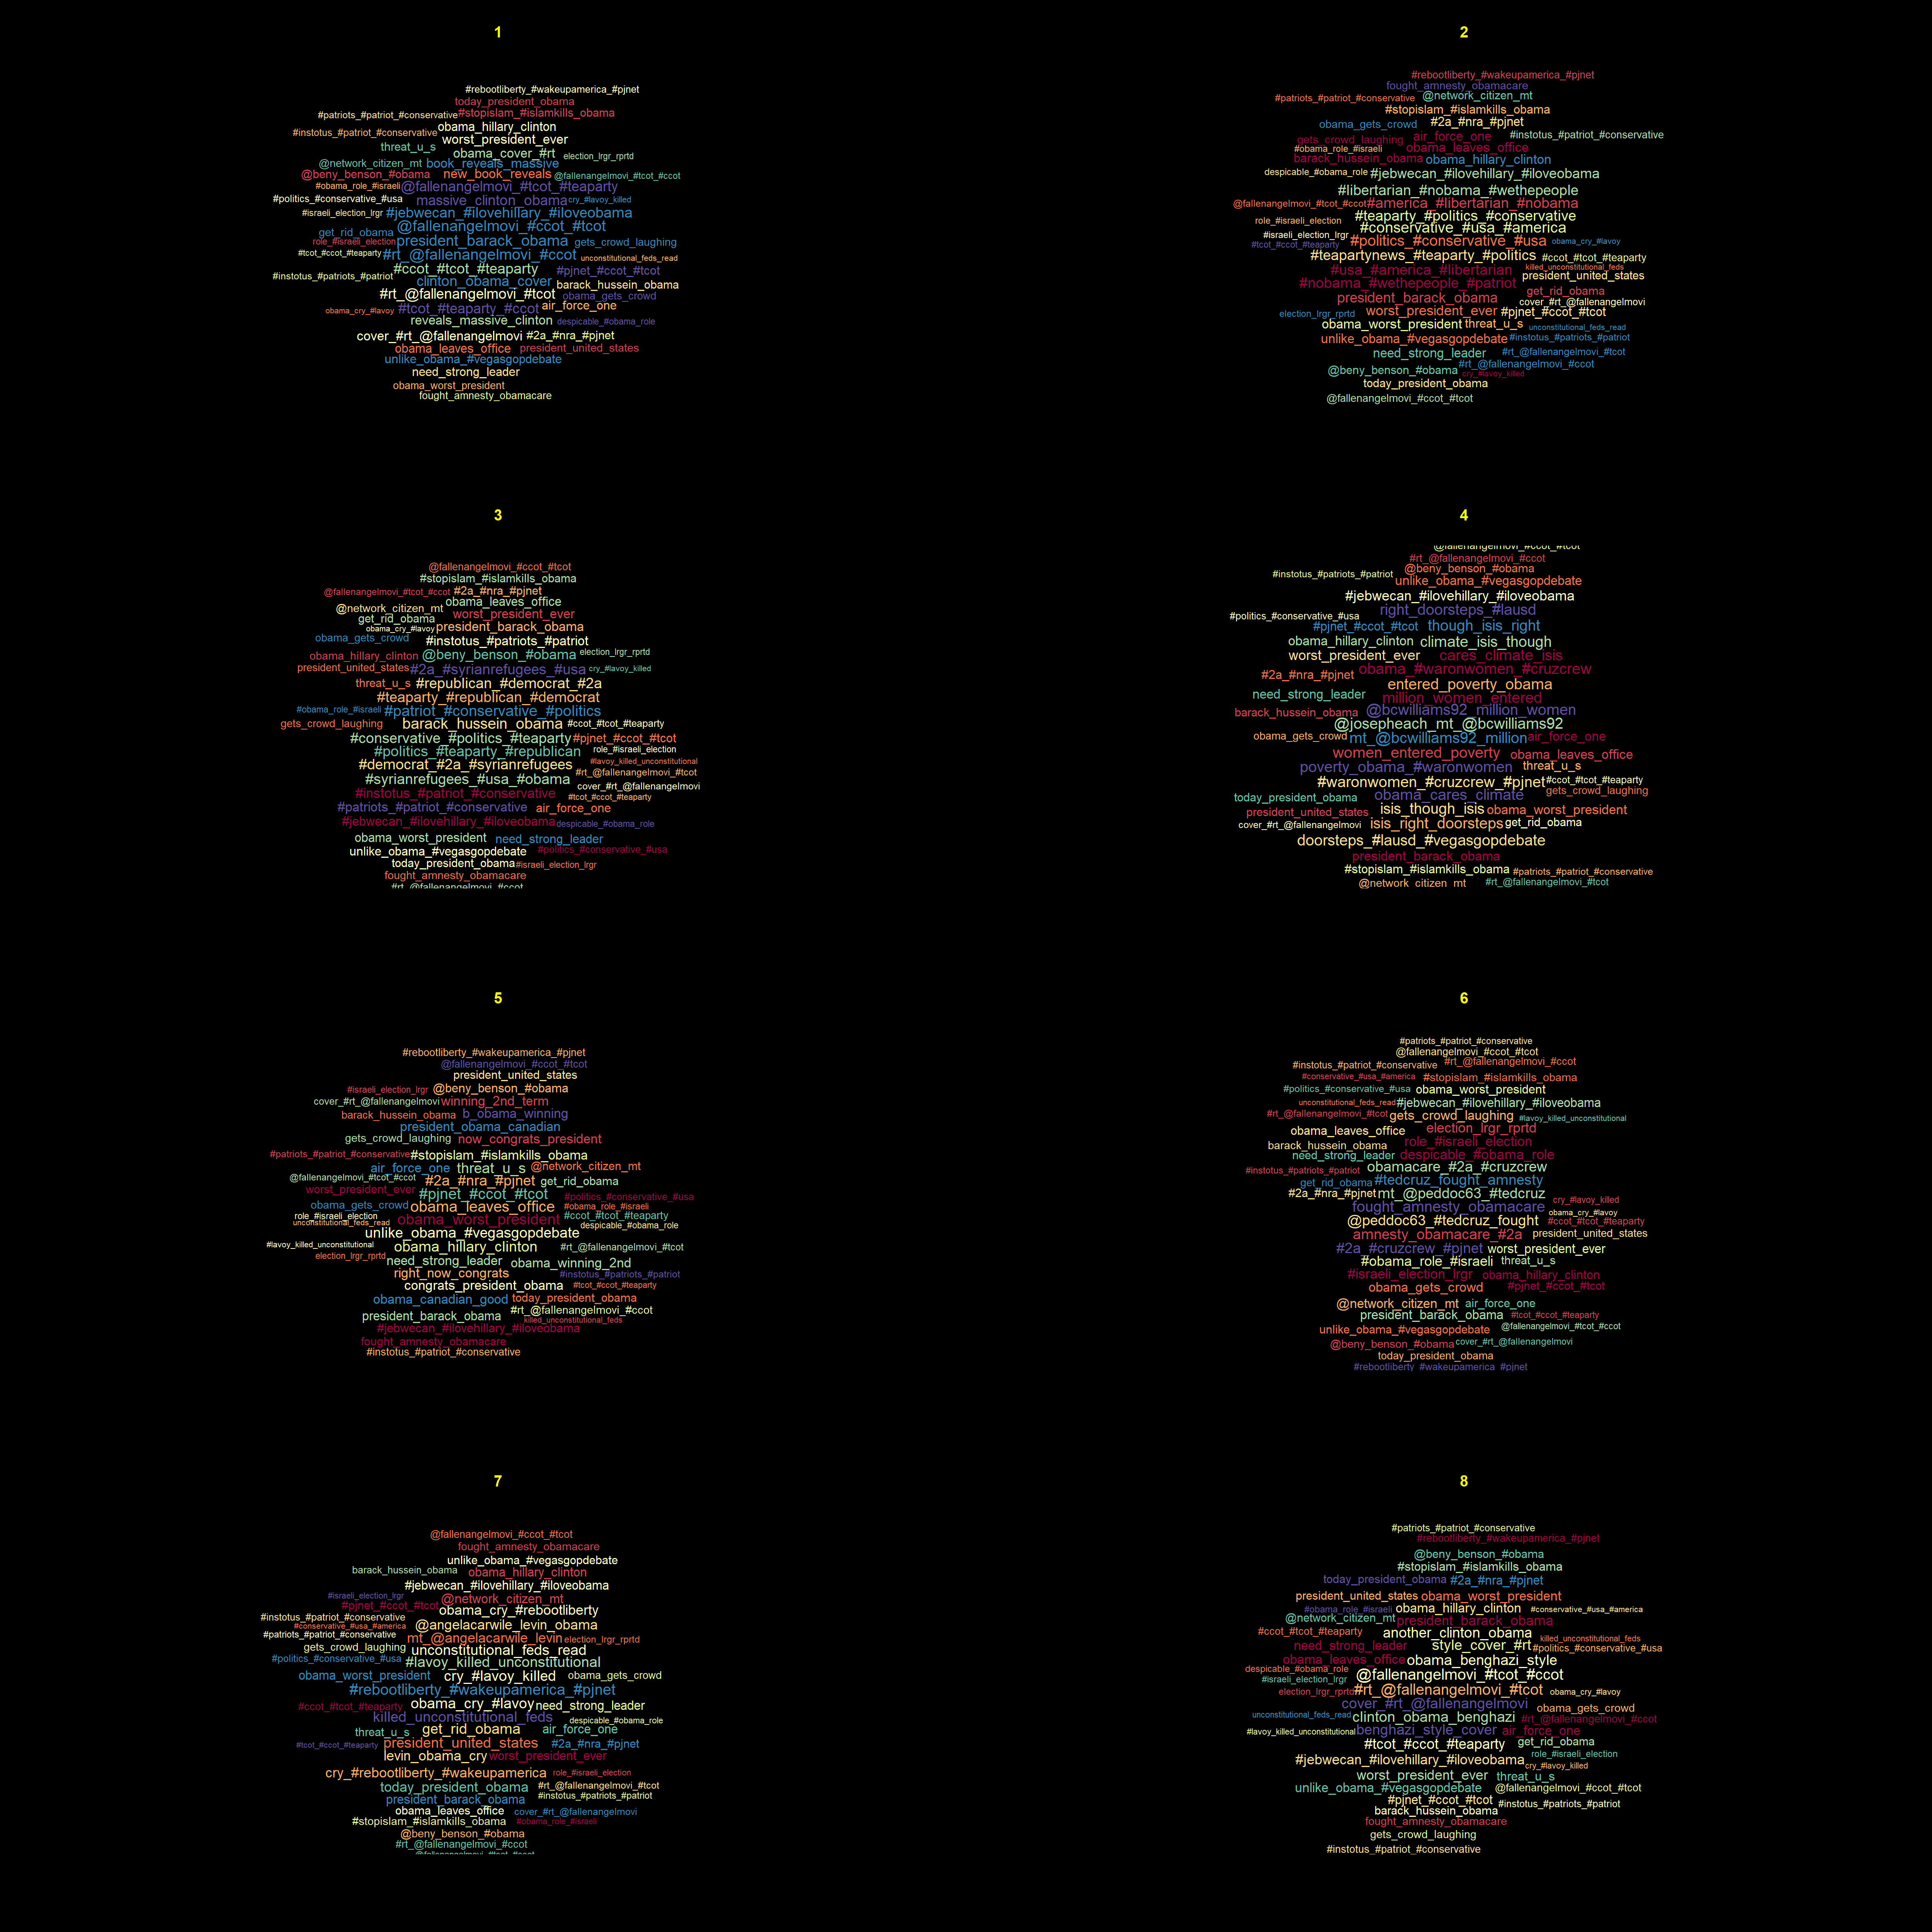 1
#rebootliberty_#wakeupamerica_#pjnet
today_president_obama
#patriots_#patriot_#conservative #stopislam_#islamkills_obama
#instotus_#patriot_#conservative obama_hillary_clinton
worst_president_ever
threat_u_s obama_cover_#rt election_lrgr_rprtd
@network_citizen_mt book_reveals_massive
@beny_benson_#obama new_book_reveals @fallenangelmovi_#tcot_#ccot
#obama_role_#israeli @fallenangelmovi_#tcot_#teaparty
#politics_#conservative_#usa massive_clinton_obama cry_#lavoy_killed
#israeli_election_lrgr #jebwecan_#ilovehillary_#iloveobama
get_rid_obama @fallenangelmovi_#ccot_#tcot
role_#israeli_election president_barack_obama gets_crowd_laughing
#tcot_#ccot_#teaparty #rt_@fallenangelmovi_#ccot unconstitutional_feds_read
#ccot_#tcot_#teaparty #pjnet_#ccot_#tcot
#instotus_#patriots_#patriot clinton_obama_cover barack_hussein_obama
#rt_@fallenangelmovi_#tcot obama_gets_crowd
obama_cry_#lavoy #tcot_#teaparty_#ccot air_force_one
reveals_massive_clinton despicable_#obama_role
cover_#rt_@fallenangelmovi #2a_#nra_#pjnet
obama_leaves_office president_united_states
unlike_obama_#vegasgopdebate
need_strong_leader
obama_worst_president
fought_amnesty_obamacare
2
#rebootliberty_#wakeupamerica_#pjnet
fought_amnesty_obamacare
#patriots_#patriot_#conservative @network_citizen_mt
#stopislam_#islamkills_obama
obama_gets_crowd #2a_#nra_#pjnet
gets_crowd_laughing air_force_one #instotus_#patriot_#conservative
#obama_role_#israeli obama_leaves_office
barack_hussein_obama obama_hillary_clinton
despicable_#obama_role #jebwecan_#ilovehillary_#iloveobama
#libertarian_#nobama_#wethepeople
@fallenangelmovi_#tcot_#ccot #america_#libertarian_#nobama
role_#israeli_election #teaparty_#politics_#conservative
#israeli_election_lrgr #conservative_#usa_#america
#tcot_#ccot_#teaparty #politics_#conservative_#usa obama_cry_#lavoy
#teapartynews_#teaparty_#politics #ccot_#tcot_#teaparty
#usa_#america_#libertarian killed_unconstitutional_feds
#nobama_#wethepeople_#patriot president_united_states
president_barack_obama get_rid_obama
cover_#rt_@fallenangelmovi
election_lrgr_rprtd worst_president_ever #pjnet_#ccot_#tcot
obama_worst_president threat_u_s unconstitutional_feds_read
unlike_obama_#vegasgopdebate #instotus_#patriots_#patriot
need_strong_leader #rt_@fallenangelmovi_#tcot
#rt_@fallenangelmovi_#ccot
@beny_benson_#obama cry_#lavoy_killed
today_president_obama
@fallenangelmovi_#ccot_#tcot
3
@fallenangelmovi_#ccot_#tcot
#stopislam_#islamkills_obama
@fallenangelmovi_#tcot_#ccot #2a_#nra_#pjnet
obama_leaves_office
@network_citizen_mt worst_president_ever
get_rid_obama
obama_cry_#lavoy president_barack_obama
obama_gets_crowd #instotus_#patriots_#patriot
obama_hillary_clinton @beny_benson_#obama election_lrgr_rprtd
president_united_states #2a_#syrianrefugees_#usa cry_#lavoy_killed
threat_u_s #republican_#democrat_#2a
#teaparty_#republican_#democrat
#obama_role_#israeli #patriot_#conservative_#politics
gets_crowd_laughing barack_hussein_obama #ccot_#tcot_#teaparty
#conservative_#politics_#teaparty #pjnet_#ccot_#tcot
#politics_#teaparty_#republican role_#israeli_election
#democrat_#2a_#syrianrefugees #lavoy_killed_unconstitutional
#rt_@fallenangelmovi_#tcot
#syrianrefugees_#usa_#obama cover_#rt_@fallenangelmovi
#instotus_#patriot_#conservative #tcot_#ccot_#teaparty
#patriots_#patriot_#conservative air_force_one
#jebwecan_#ilovehillary_#iloveobama despicable_#obama_role
obama_worst_president need_strong_leader
unlike_obama_#vegasgopdebate #politics_#conservative_#usa
today_president_obama #israeli_election_lrgr
fought_amnesty_obamacare
#rt_@fallenangelmovi_#ccot
4
@fallenangelmovi_#ccot_#tcot
#rt_@fallenangelmovi_#ccot
@beny_benson_#obama
#instotus_#patriots_#patriot unlike_obama_#vegasgopdebate
#jebwecan_#ilovehillary_#iloveobama
right_doorsteps_#lausd
#politics_#conservative_#usa
#pjnet_#ccot_#tcot though_isis_right
obama_hillary_clinton climate_isis_though
worst_president_ever cares_climate_isis
#2a_#nra_#pjnet obama_#waronwomen_#cruzcrew
entered_poverty_obama
need_strong_leader million_women_entered
barack_hussein_obama @bcwilliams92_million_women
@josepheach_mt_@bcwilliams92
obama_gets_crowd mt_@bcwilliams92_million air_force_one
women_entered_poverty obama_leaves_office
poverty_obama_#waronwomen threat_u_s
#waronwomen_#cruzcrew_#pjnet #ccot_#tcot_#teaparty
today_president_obama obama_cares_climate gets_crowd_laughing
president_united_states isis_though_isis obama_worst_president
cover_#rt_@fallenangelmovi isis_right_doorsteps get_rid_obama
doorsteps_#lausd_#vegasgopdebate
president_barack_obama
#stopislam_#islamkills_obama #patriots_#patriot_#conservative
@network_citizen_mt #rt_@fallenangelmovi_#tcot
5
#rebootliberty_#wakeupamerica_#pjnet
@fallenangelmovi_#ccot_#tcot
president_united_states
#israeli_election_lrgr @beny_benson_#obama
cover_#rt_@fallenangelmovi winning_2nd_term
barack_hussein_obama b_obama_winning
president_obama_canadian
gets_crowd_laughing now_congrats_president
#patriots_#patriot_#conservative #stopislam_#islamkills_obama
air_force_one threat_u_s @network_citizen_mt
@fallenangelmovi_#tcot_#ccot #2a_#nra_#pjnet get_rid_obama
worst_president_ever #pjnet_#ccot_#tcot #politics_#conservative_#usa
obama_gets_crowd obama_leaves_office #obama_role_#israeli
role_#israeli_election obama_worst_president #ccot_#tcot_#teaparty
unconstitutional_feds_read despicable_#obama_role
unlike_obama_#vegasgopdebate
#lavoy_killed_unconstitutional obama_hillary_clinton #rt_@fallenangelmovi_#tcot
election_lrgr_rprtd need_strong_leader obama_winning_2nd
right_now_congrats #instotus_#patriots_#patriot
congrats_president_obama #tcot_#ccot_#teaparty
obama_canadian_good today_president_obama
president_barack_obama #rt_@fallenangelmovi_#ccot
killed_unconstitutional_feds
#jebwecan_#ilovehillary_#iloveobama
fought_amnesty_obamacare
#instotus_#patriot_#conservative
6
#patriots_#patriot_#conservative
@fallenangelmovi_#ccot_#tcot
#instotus_#patriot_#conservative #rt_@fallenangelmovi_#ccot
#conservative_#usa_#america #stopislam_#islamkills_obama
#politics_#conservative_#usa obama_worst_president
unconstitutional_feds_read #jebwecan_#ilovehillary_#iloveobama
#rt_@fallenangelmovi_#tcot gets_crowd_laughing #lavoy_killed_unconstitutional
obama_leaves_office election_lrgr_rprtd
barack_hussein_obama role_#israeli_election
need_strong_leader despicable_#obama_role
#instotus_#patriots_#patriot obamacare_#2a_#cruzcrew
get_rid_obama #tedcruz_fought_amnesty
#2a_#nra_#pjnet mt_@peddoc63_#tedcruz cry_#lavoy_killed
fought_amnesty_obamacare obama_cry_#lavoy
@peddoc63_#tedcruz_fought #ccot_#tcot_#teaparty
amnesty_obamacare_#2a president_united_states
#2a_#cruzcrew_#pjnet worst_president_ever
#obama_role_#israeli threat_u_s
#israeli_election_lrgr obama_hillary_clinton
obama_gets_crowd #pjnet_#ccot_#tcot
@network_citizen_mt air_force_one
president_barack_obama #tcot_#ccot_#teaparty
unlike_obama_#vegasgopdebate @fallenangelmovi_#tcot_#ccot
@beny_benson_#obama cover_#rt_@fallenangelmovi
today_president_obama
#rebootliberty_#wakeupamerica_#pjnet
7
@fallenangelmovi_#ccot_#tcot
fought_amnesty_obamacare
unlike_obama_#vegasgopdebate
barack_hussein_obama obama_hillary_clinton
#jebwecan_#ilovehillary_#iloveobama
#israeli_election_lrgr @network_citizen_mt
#pjnet_#ccot_#tcot obama_cry_#rebootliberty
#instotus_#patriot_#conservative
#conservative_#usa_#america @angelacarwile_levin_obama
#patriots_#patriot_#conservative mt_@angelacarwile_levin election_lrgr_rprtd
gets_crowd_laughing unconstitutional_feds_read
#politics_#conservative_#usa #lavoy_killed_unconstitutional
obama_worst_president cry_#lavoy_killed obama_gets_crowd
#rebootliberty_#wakeupamerica_#pjnet
#ccot_#tcot_#teaparty obama_cry_#lavoy need_strong_leader
killed_unconstitutional_feds despicable_#obama_role
threat_u_s get_rid_obama air_force_one
#tcot_#ccot_#teaparty president_united_states #2a_#nra_#pjnet
levin_obama_cry worst_president_ever
cry_#rebootliberty_#wakeupamerica role_#israeli_election
today_president_obama #rt_@fallenangelmovi_#tcot
president_barack_obama #instotus_#patriots_#patriot
obama_leaves_office cover_#rt_@fallenangelmovi
#stopislam_#islamkills_obama #obama_role_#israeli
@beny_benson_#obama
#rt_@fallenangelmovi_#ccot
@fallenangelmovi_#tcot_#ccot
8
#patriots_#patriot_#conservative
#rebootliberty_#wakeupamerica_#pjnet
@beny_benson_#obama
#stopislam_#islamkills_obama
today_president_obama #2a_#nra_#pjnet
president_united_states obama_worst_president
#obama_role_#israeli obama_hillary_clinton #conservative_#usa_#america
@network_citizen_mt president_barack_obama
#ccot_#tcot_#teaparty another_clinton_obama killed_unconstitutional_feds
need_strong_leader style_cover_#rt #politics_#conservative_#usa
obama_leaves_office obama_benghazi_style
despicable_#obama_role @fallenangelmovi_#tcot_#ccot
#israeli_election_lrgr
election_lrgr_rprtd #rt_@fallenangelmovi_#tcot obama_cry_#lavoy
cover_#rt_@fallenangelmovi obama_gets_crowd
unconstitutional_feds_read clinton_obama_benghazi #rt_@fallenangelmovi_#ccot
#lavoy_killed_unconstitutional benghazi_style_cover air_force_one
#tcot_#ccot_#teaparty get_rid_obama
#jebwecan_#ilovehillary_#iloveobama role_#israeli_election
cry_#lavoy_killed
worst_president_ever threat_u_s
unlike_obama_#vegasgopdebate @fallenangelmovi_#ccot_#tcot
#pjnet_#ccot_#tcot #instotus_#patriots_#patriot
barack_hussein_obama
fought_amnesty_obamacare
gets_crowd_laughing
#instotus_#patriot_#conservative